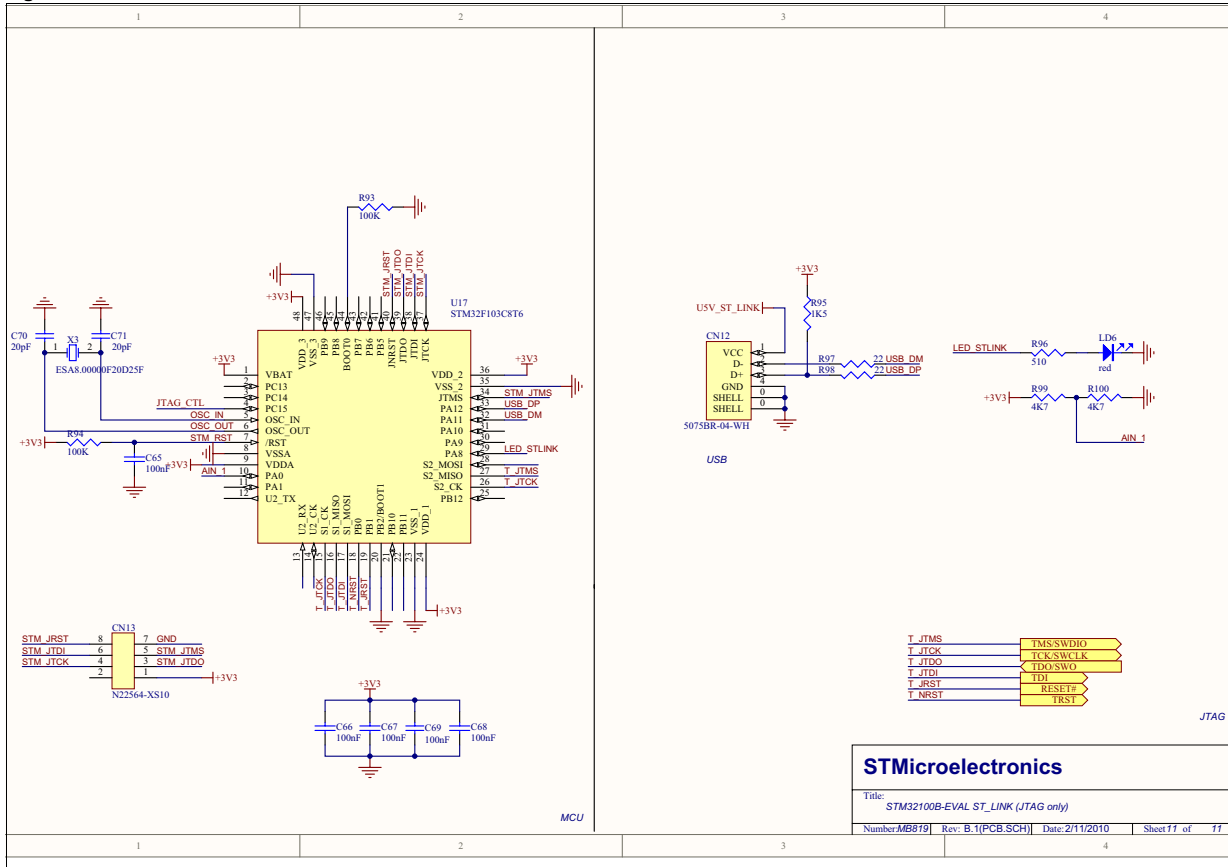 1 2 3 4
R93
100K
+3V3
STM_JRST
STM_JTDO
STM_JTDI
STM_JTCK
U17
STM32F103C8T6
48 47 46 45 44 43 42 41 40 39 38 37
VDD_3
VSS_3
PB9
PB8
BOOT0
PB7
PB6
PB5
JNRST
JTDO
JTDI
JTCK
C70
20pF
X3
1 2
C71
20pF
ESA8.00000F20D25F
+3V3
JTAG_CTL
OSC_IN
OSC_OUT
STM_RST
+3V3
R94
100K
C65
100nF
+3V3
AIN_1
1 VBAT
2 PC13
3 PC14
4 PC15
5 OSC_IN
6 OSC_OUT
7 /RST
8 VSSA
9 VDDA
10 PA0
11 PA1
12 U2_TX
VDD_2 36 +3V3
VSS_2 35
JTMS 34 STM_JTMS
PA12 33 USB_DP
PA11 32 USB_DM
PA10 31
PA9 30
PA8 29 LED_STLINK
S2_MOSI 28
S2_MISO 27 T_JTMS
S2_CK 26 T_JTCK
PB12 25
U2_RX
U2_CK
S1_CK
S1_MISO
S1_MOSI
PB0
PB1
PB2/BOOT1
PB10
PB11
VSS_1
VDD_1
13 14 15 16 17 18 19 20 21 22 23 24
T_JTCK
T_JTDO
T_JTDI
T_NRST
T_JRST
+3V3
CN13
STM_JRST 8 7 GND
STM_JTDI 6 5 STM_JTMS
STM_JTCK 4 3 STM_JTDO
2 1 +3V3
N22564-XS10
+3V3
C66
100nF
C67
100nF
C69
100nF
C68
100nF
MCU
+3V3
U5V_ST_LINK
R95
1K5
CN12
VCC 1
D- 2
D+ 3
GND 4
SHELL 0
SHELL 0
5075BR-04-WH
R97 22 USB_DM
R98 22 USB_DP
USB
LED_STLINK
R96
510
LD6
red
+3V3
R99
4K7
R100
4K7
AIN_1
T_JTMS TMS/SWDIO
T_JTCK TCK/SWCLK
T_JTDO TDO/SWO
T_JTDI TDI
T_JRST RESET#
T_NRST TRST
JTAG
STMicroelectronics
Title:
STM32100B-EVAL ST_LINK (JTAG only)
Number:MB819 Rev: B.1(PCB.SCH) Date:2/11/2010 Sheet 11 of 11
1 2 3 4